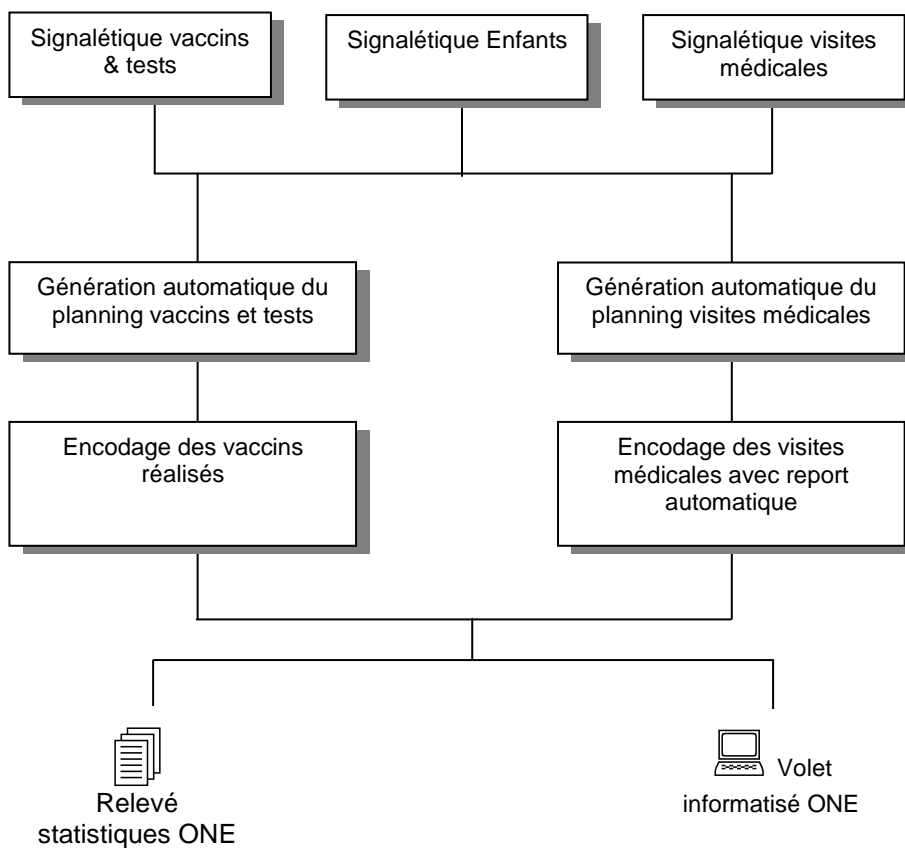 Signalétique vaccins
& tests
Signalétique Enfants
Signalétique visites
médicales
Génération automatique du
planning vaccins et tests
Génération automatique du
planning visites médicales
Encodage des vaccins
réalisés
Encodage des visites
médicales avec report
automatique
Relevé
statistiques ONE
Volet
informatisé ONE